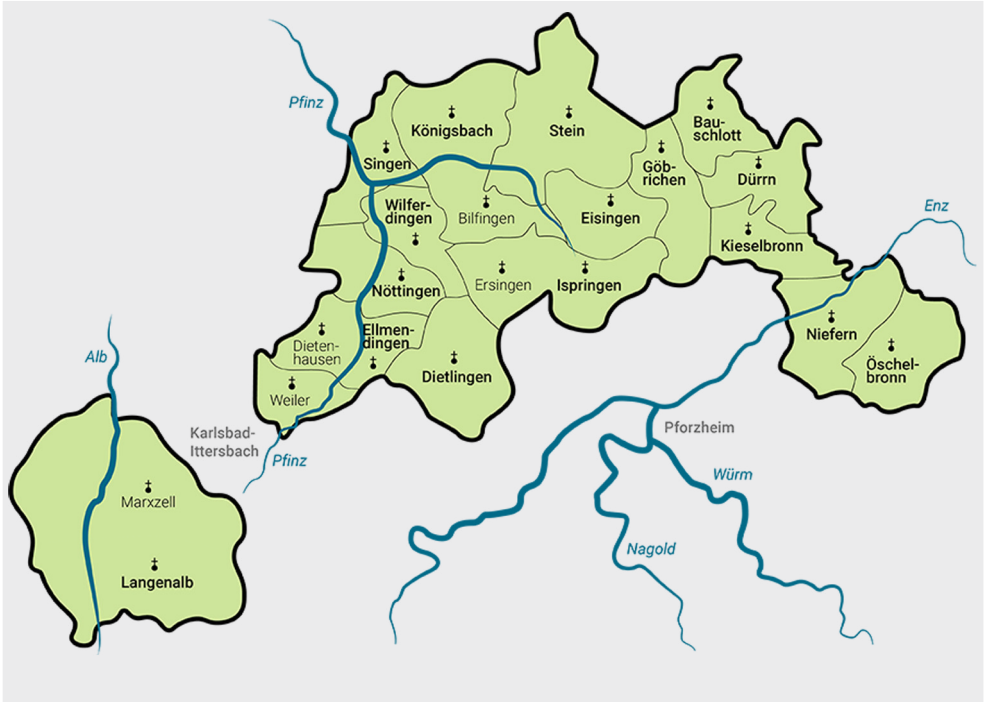 Pfinz
Königsbach
Stein
Bau-
schlott
Singen
Göb-
richen
Dürrn
Wilfer-
dingen
Bilfingen
Eisingen
Enz
Kieselbronn
Nöttingen
Ersingen
Ispringen
Ellmen-
dingen
Dieten-
hausen
Niefern
Alb
Dietlingen
Öschel-
bronn
Weiler
Karlsbad-
Ittersbach
Pfinz
Pforzheim
Würm
Marxzell
Nagold
Langenalb